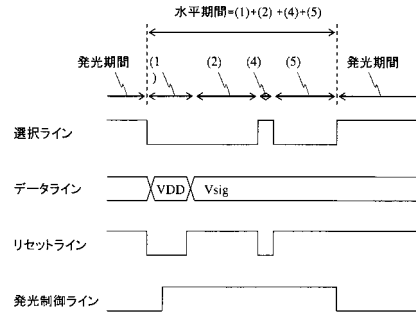 水平期間=(1)+(2)+(4)+(5)
発光期間 (1) (2) (4) (5) 発光期間
選択ライン
データライン VDD Vsig
リセットライン
発光制御ライン